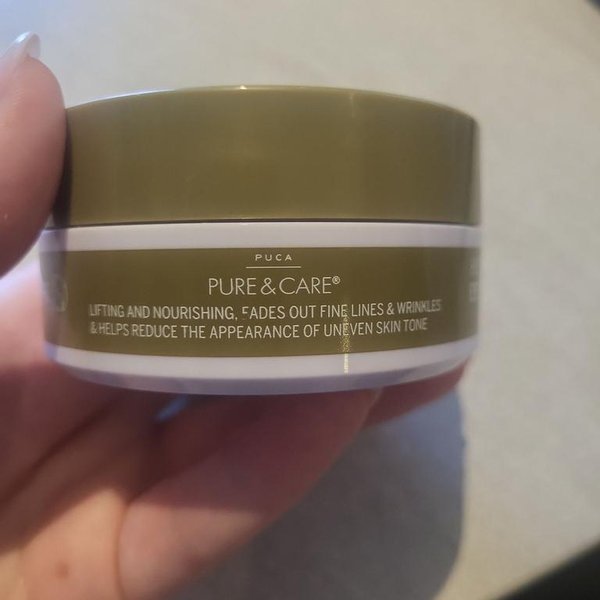 PUCA
PURE & CARE®
LIFTING AND NOURISHING, FADES OUT FINE LINES & WRINKLES
& HELPS REDUCE THE APPEARANCE OF UNEVEN SKIN TONE